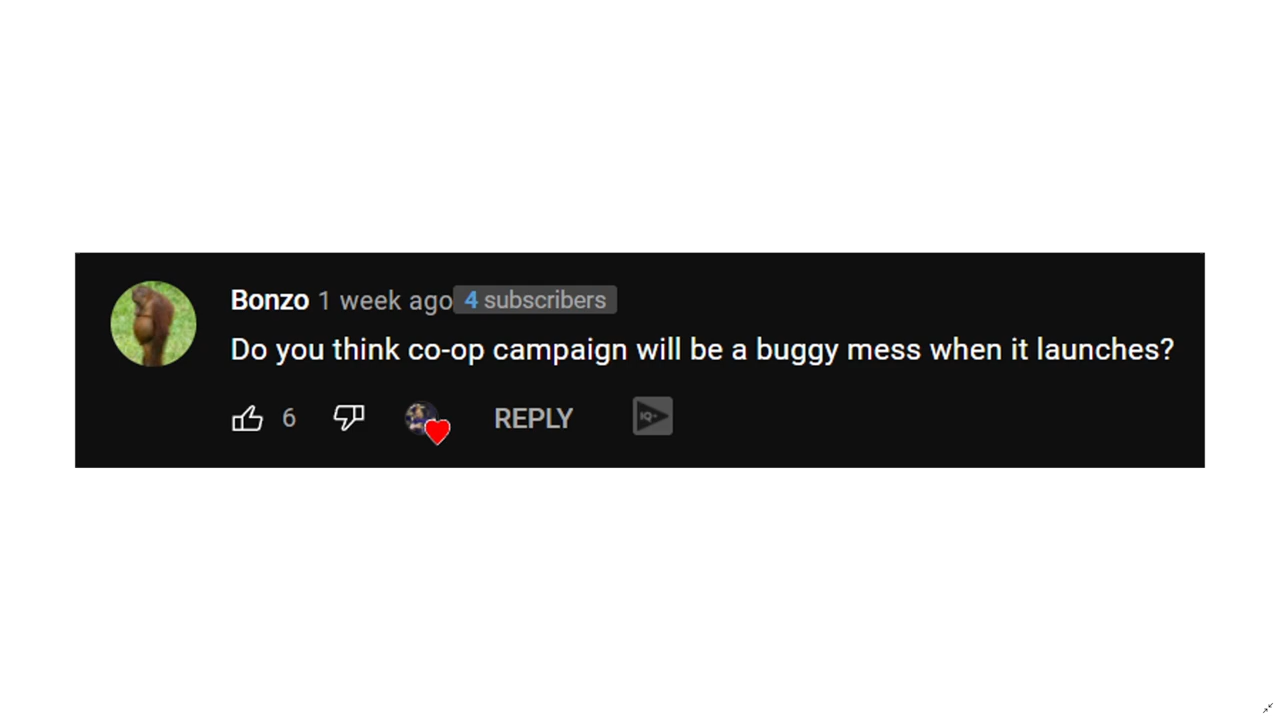 Bonzo 1 week ago 4 subscribers
Do you think co-op campaign will be a buggy mess when it launches?
6 REPLY IQ